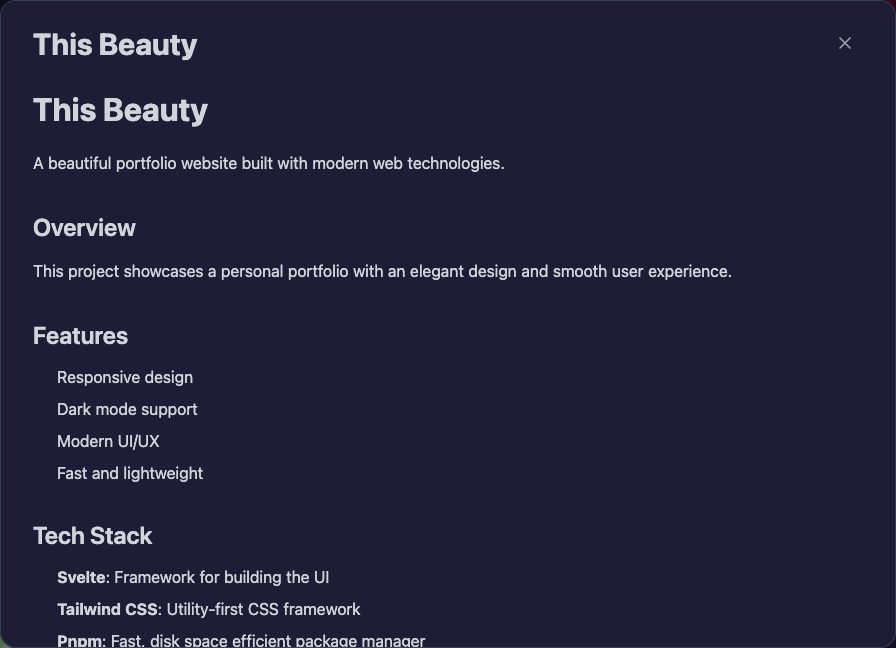 This Beauty
This Beauty
A beautiful portfolio website built with modern web technologies.
Overview
This project showcases a personal portfolio with an elegant design and smooth user experience.
Features
Responsive design
Dark mode support
Modern UI/UX
Fast and lightweight
Tech Stack
Svelte: Framework for building the UI
Tailwind CSS: Utility-first CSS framework
Pnpm: Fast, disk space efficient package manager